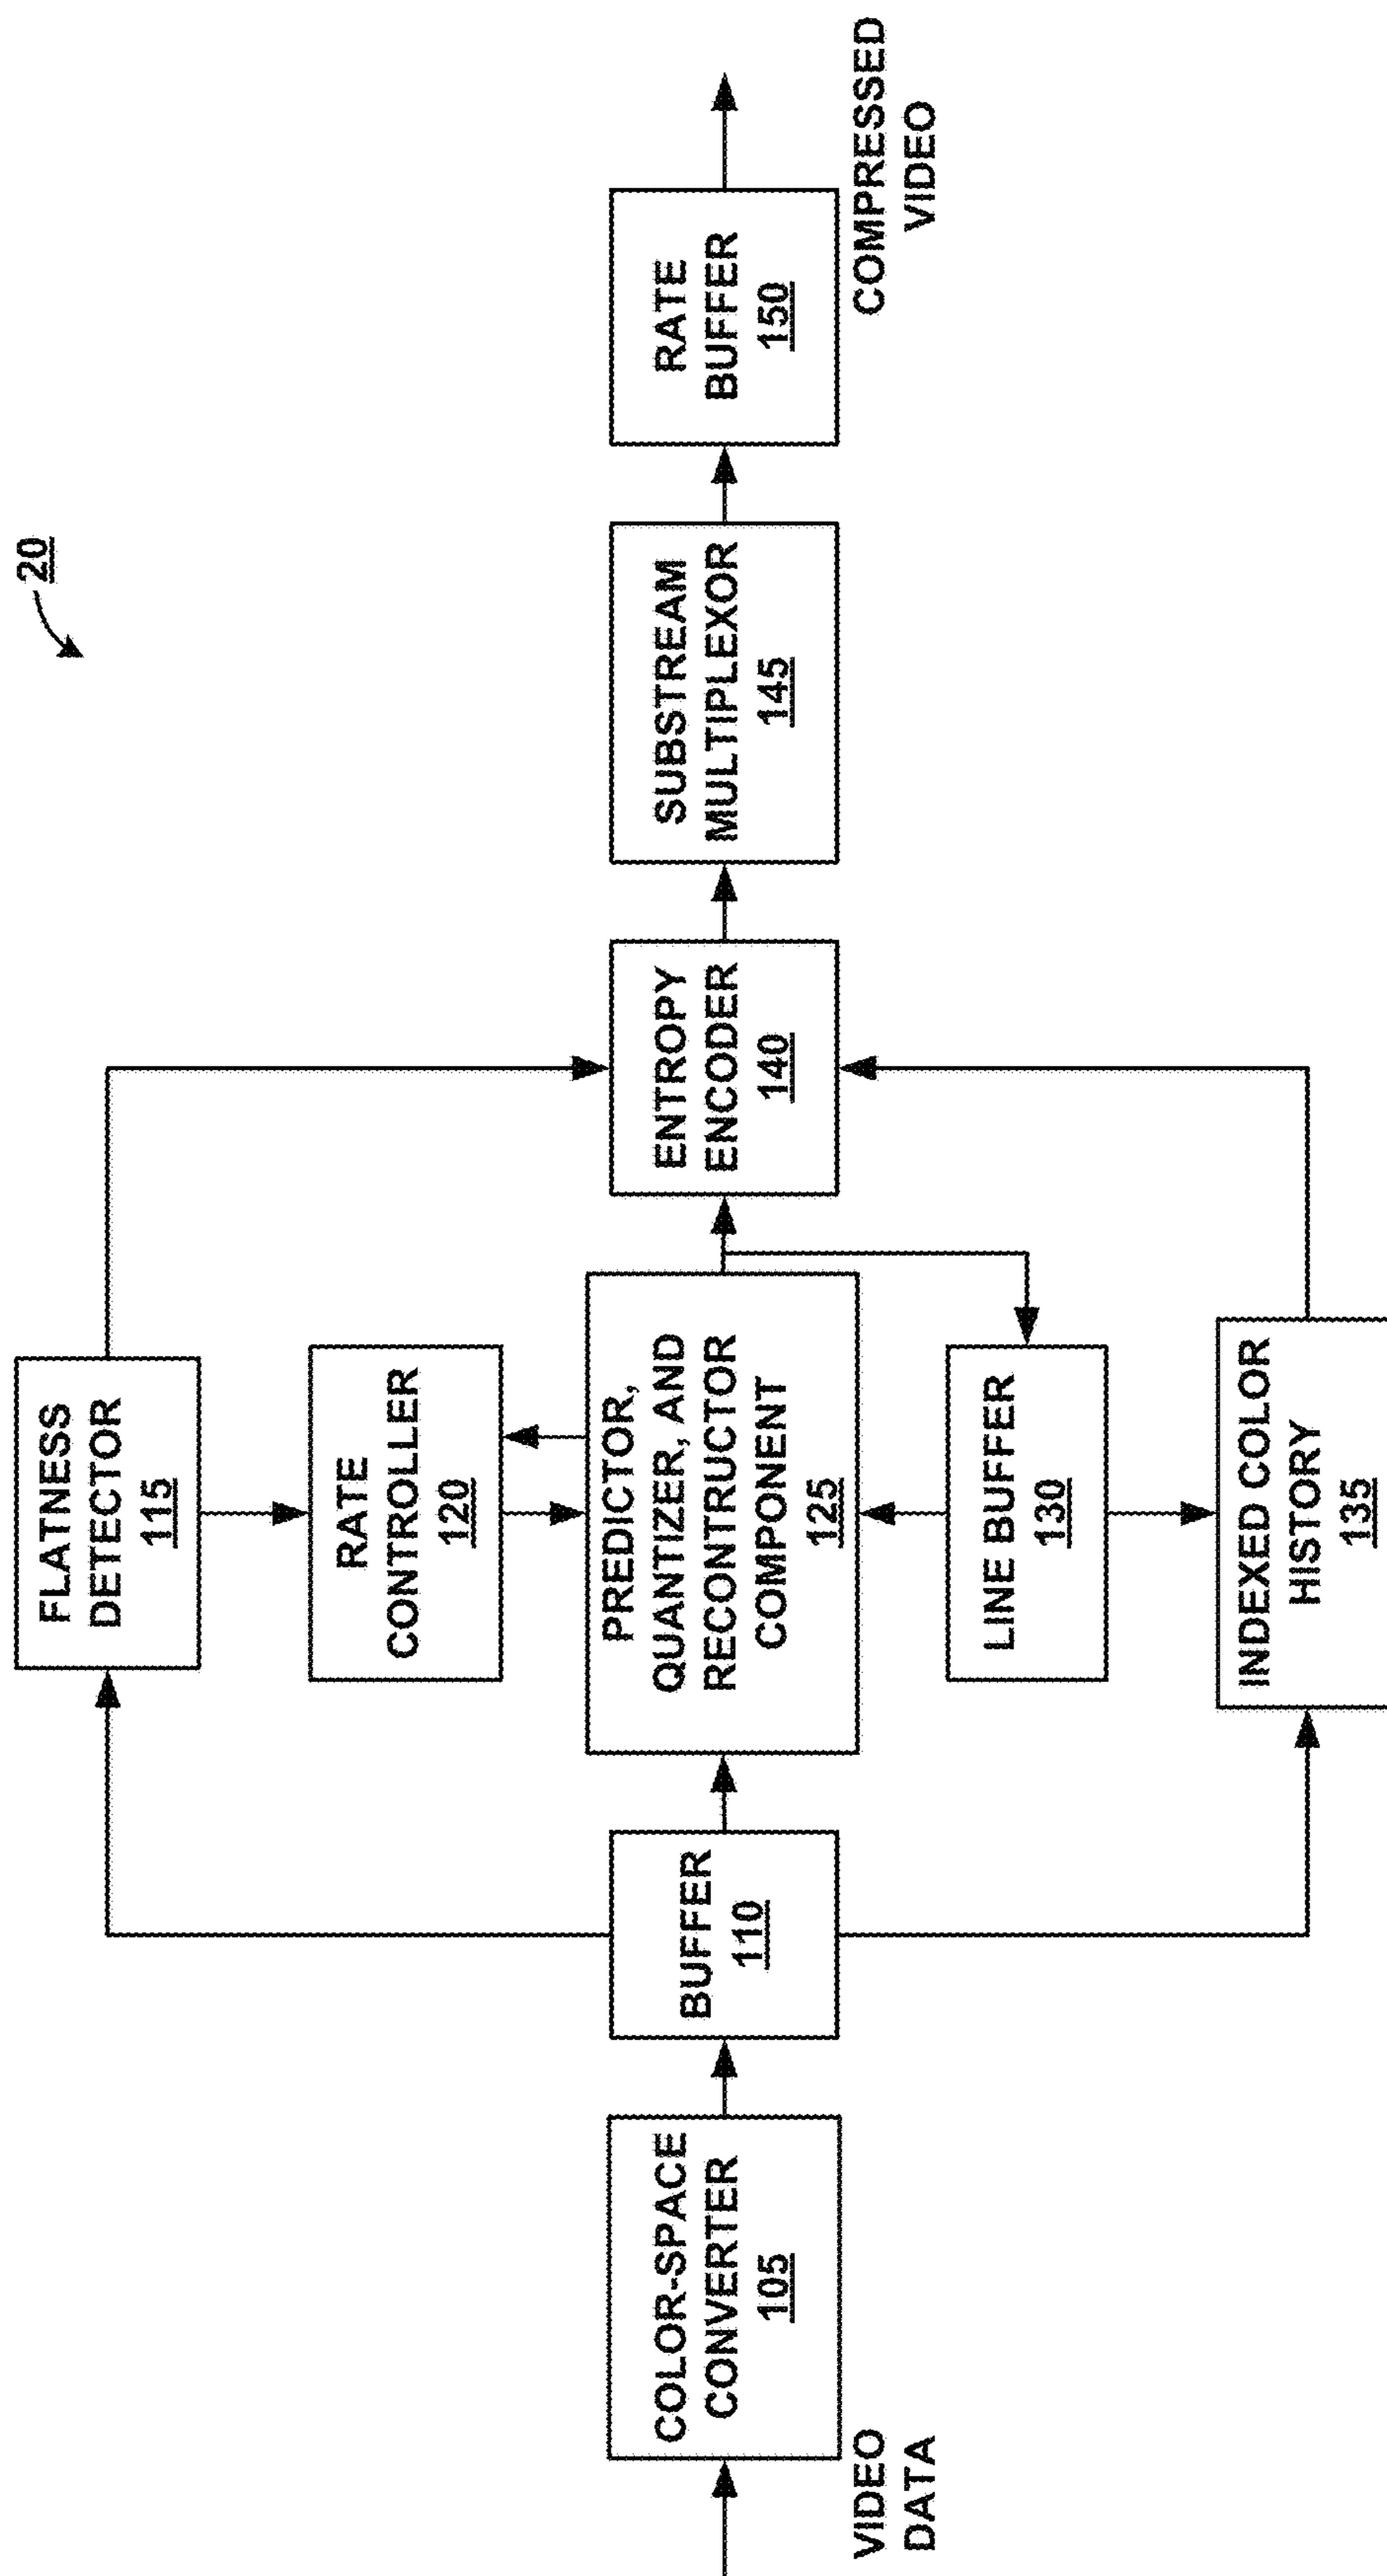 20
FLATNESS
DETECTOR
115
RATE
CONTROLLER
120
VIDEO
DATA
COLOR-SPACE
CONVERTER
105
BUFFER
110
PREDICTOR,
QUANTIZER, AND
RECONTRUCTOR
COMPONENT
125
ENTROPY
ENCODER
140
SUBSTREAM
MULTIPLEXOR
145
RATE
BUFFER
150
COMPRESSED
VIDEO
LINE BUFFER
130
INDEXED COLOR
HISTORY
135